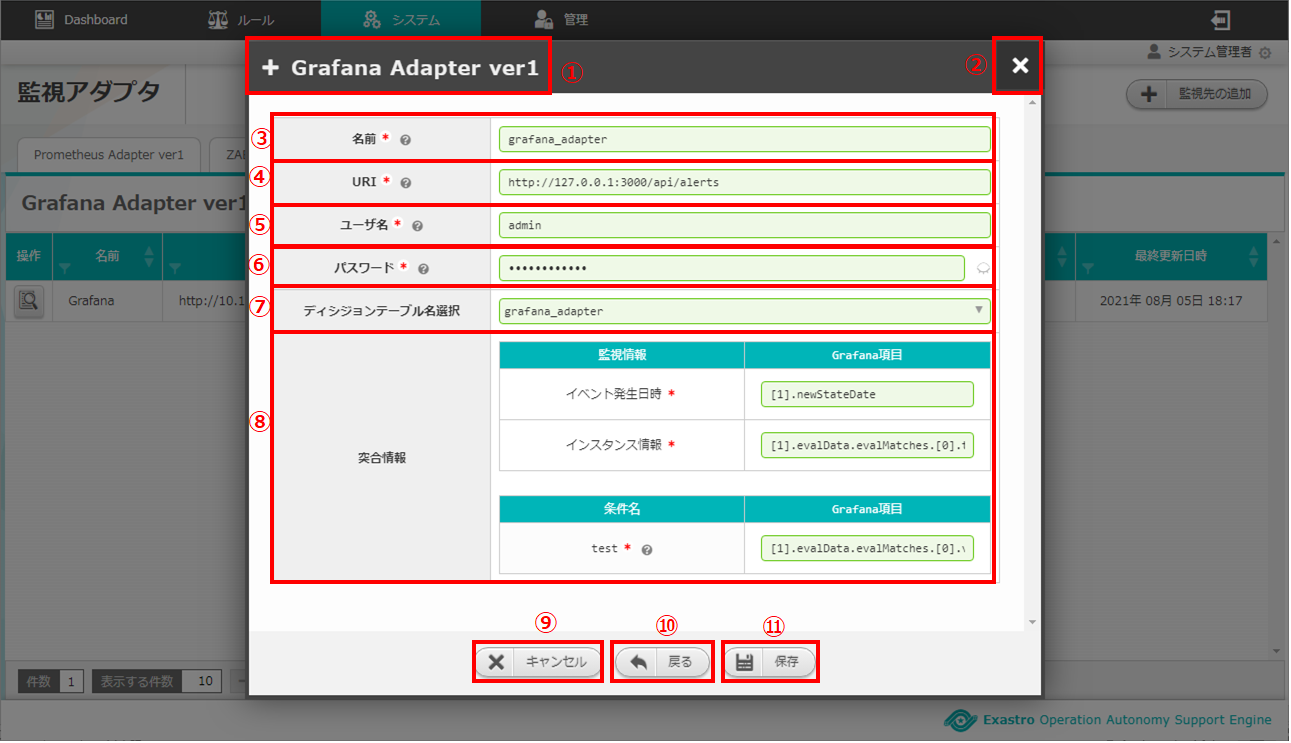 Dashboard
ルール
システム
管理
システム管理者
監視アダプタ
監視先の追加
Prometheus Adapter ver1
Grafana Adapter ver1
操作
名前
最終更新日時
Grafana
http://10.1
2021年 08月 05日 18:17
件数 1
表示する件数 10
Exastro Operation Autonomy Support Engine
+ Grafana Adapter ver1
①
②
③ 名前 * grafana_adapter
④ URI * http://127.0.0.1:3000/api/alerts
⑤ ユーザ名 * admin
⑥ パスワード * ••••••••••••
⑦ ディシジョンテーブル名選択 grafana_adapter
⑧ 突合情報
監視情報 Grafana項目
イベント発生日時 * [1].newStateDate
インスタンス情報 * [1].evalData.evalMatches.[0].
条件名 Grafana項目
test * [1].evalData.evalMatches.[0].
⑨ ⑩ ⑪
キャンセル 戻る 保存